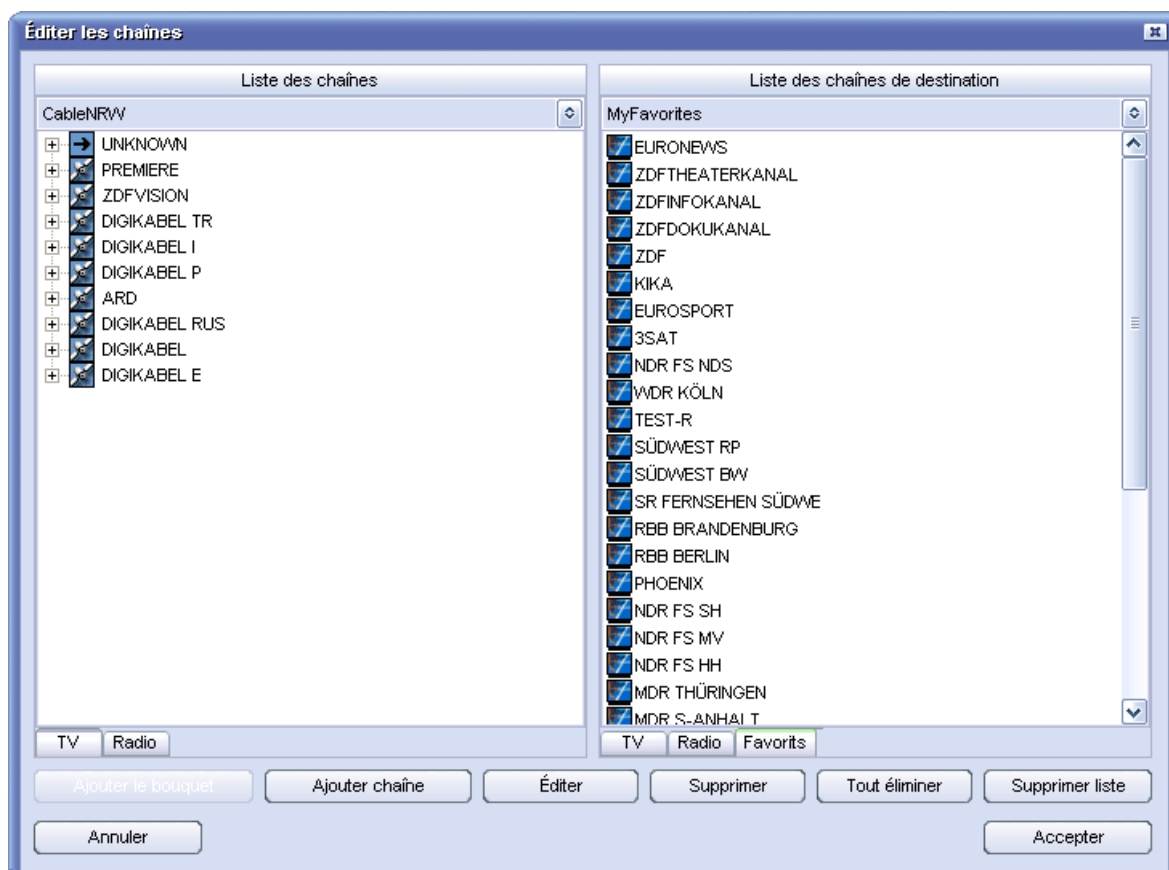 Éditer les chaînes
Liste des chaînes
CableNRW
UNKNOWN
PREMIERE
ZDFVISION
DIGIKABEL TR
DIGIKABEL I
DIGIKABEL P
ARD
DIGIKABEL RUS
DIGIKABEL
DIGIKABEL E
TV Radio
Liste des chaînes de destination
MyFavorites
EURONEWS
ZDFTHEATERKANAL
ZDFINFOKANAL
ZDFDOKUKANAL
ZDF
KIKA
EUROSPORT
3SAT
NDR FS NDS
WDR KÖLN
TEST-R
SÜDWEST RP
SÜDWEST BW
SR FERNSEHEN SÜDWE
RBB BRANDENBURG
RBB BERLIN
PHOENIX
NDR FS SH
NDR FS MV
NDR FS HH
MDR THÜRINGEN
MDR S-ANHALT
TV Radio Favorits
Ajouter le bouquet Ajouter chaîne Éditer Supprimer Tout éliminer Supprimer liste
Annuler Accepter